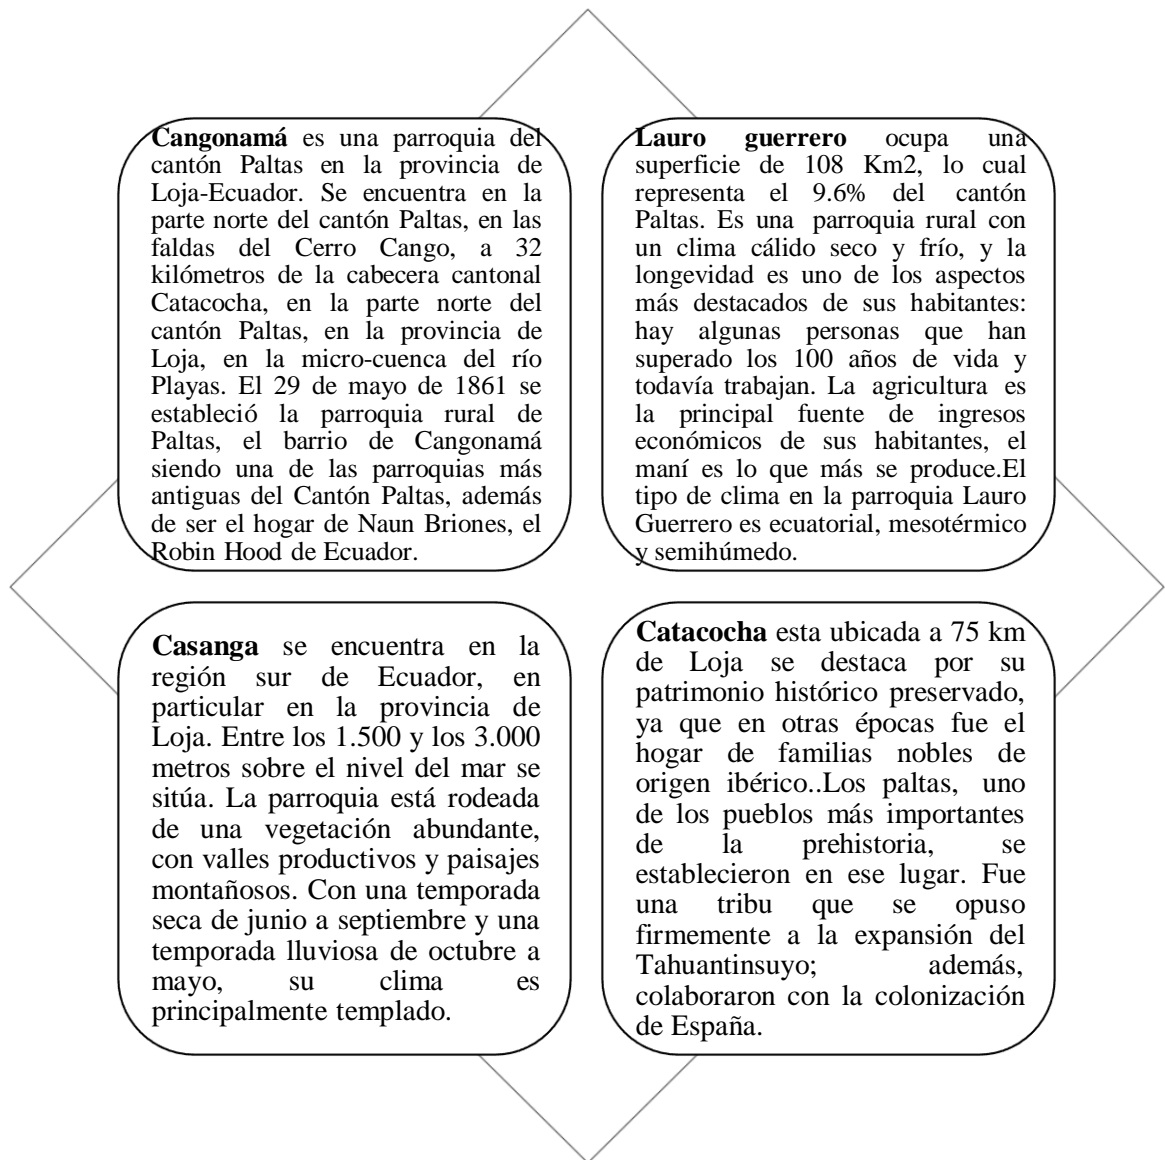 Cangonamá es una parroquia del
cantón Paltas en la provincia de
Loja-Ecuador. Se encuentra en la
parte norte del cantón Paltas, en las
faldas del Cerro Cango, a 32
kilómetros de la cabecera cantonal
Catacocha, en la parte norte del
cantón Paltas, en la provincia de
Loja, en la micro-cuenca del río
Playas. El 29 de mayo de 1861 se
estableció la parroquia rural de
Paltas, el barrio de Cangonamá
siendo una de las parroquias más
antiguas del Cantón Paltas, además
de ser el hogar de Naun Briones, el
Robin Hood de Ecuador.
Lauro guerrero ocupa una
superficie de 108 Km2, lo cual
representa el 9.6% del cantón
Paltas. Es una parroquia rural con
un clima cálido seco y frío, y la
longevidad es uno de los aspectos
más destacados de sus habitantes:
hay algunas personas que han
superado los 100 años de vida y
todavía trabajan. La agricultura es
la principal fuente de ingresos
económicos de sus habitantes, el
maní es lo que más se produce.El
tipo de clima en la parroquia Lauro
Guerrero es ecuatorial, mesotérmico
y semihúmedo.
Casanga se encuentra en la
región sur de Ecuador, en
particular en la provincia de
Loja. Entre los 1.500 y los 3.000
metros sobre el nivel del mar se
sitúa. La parroquia está rodeada
de una vegetación abundante,
con valles productivos y paisajes
montañosos. Con una temporada
seca de junio a septiembre y una
temporada lluviosa de octubre a
mayo, su clima es
principalmente templado.
Catacocha esta ubicada a 75 km
de Loja se destaca por su
patrimonio histórico preservado,
ya que en otras épocas fue el
hogar de familias nobles de
origen ibérico..Los paltas, uno
de los pueblos más importantes
de la prehistoria, se
establecieron en ese lugar. Fue
una tribu que se opuso
firmemente a la expansión del
Tahuantinsuyo; además,
colaboraron con la colonización
de España.